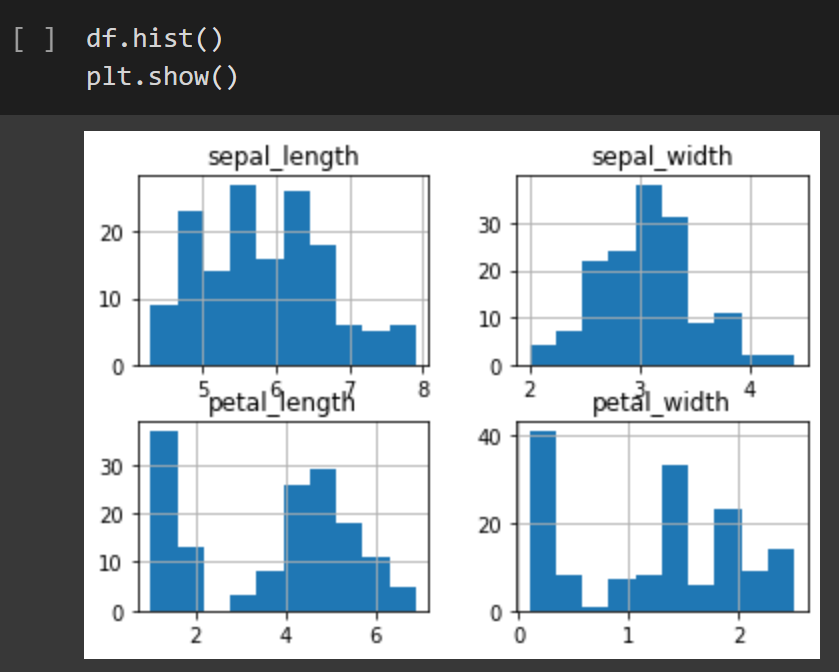 [ ] df.hist()
plt.show()
sepal_length sepal_width
20
10
0
5 6 7 8
30
20
10
0
2 3 4
petal_length petal_width
30
20
10
0
2 4 6
40
20
0
0 1 2